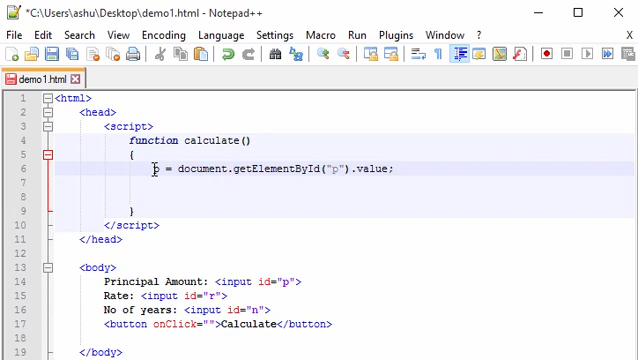 *C:\Users\ashu\Desktop\demo1.html - Notepad++
File Edit Search View Encoding Language Settings Tools Macro Run Plugins Window ?
demo1.html
1 <html>
2 <head>
3 <script>
4 function calculate()
5 {
6 p = document.getElementById("p").value;
7
8
9 }
10 </script>
11 </head>
12
13 <body>
14 Principal Amount: <input id="p">
15 Rate: <input id="r">
16 No of years: <input id="n">
17 <button onClick="">Calculate</button>
18
19 </body>